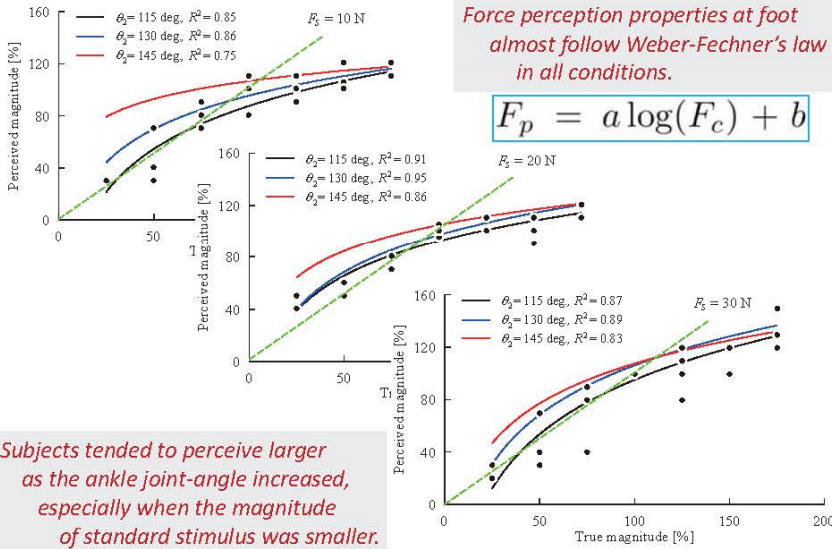 Force perception properties at foot
almost follow Weber-Fechner's law
in all conditions.
F_p = a log(F_c) + b
160
120
80
40
0
Perceived magnitude [%]
θ₂= 115 deg, R²= 0.85
θ₂= 130 deg, R²= 0.86
θ₂= 145 deg, R²= 0.75
F_S = 10 N
0
50
160
120
80
40
0
Perceived magnitude [%]
θ₂= 115 deg, R²= 0.91
θ₂= 130 deg, R²= 0.95
θ₂= 145 deg, R²= 0.86
F_S = 20 N
0
50
160
120
80
40
0
Perceived magnitude [%]
θ₂= 115 deg, R²= 0.87
θ₂= 130 deg, R²= 0.89
θ₂= 145 deg, R²= 0.83
F_S = 30 N
0
50
100
150
200
True magnitude [%]
Subjects tended to perceive larger
as the ankle joint-angle increased,
especially when the magnitude
of standard stimulus was smaller.